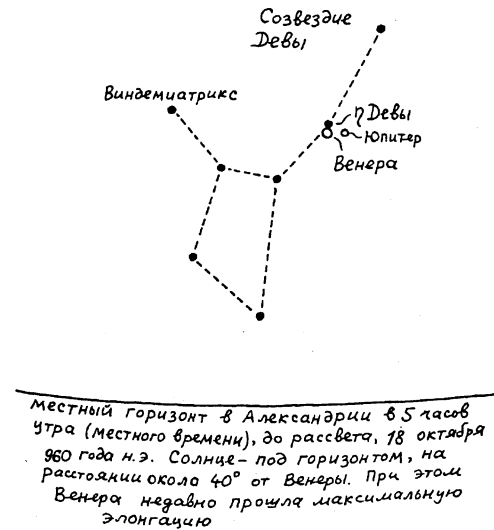 Созвездие
Девы
Виндемиатрикс
η Девы
Юпитер
Венера
местный горизонт в Александрии в 5 часов
утра (местного времени), до рассвета, 18 октября
960 года н.э. Солнце - под горизонтом, на
расстоянии около 40° от Венеры. При этом
Венера недавно прошла максимальную
элонгацию